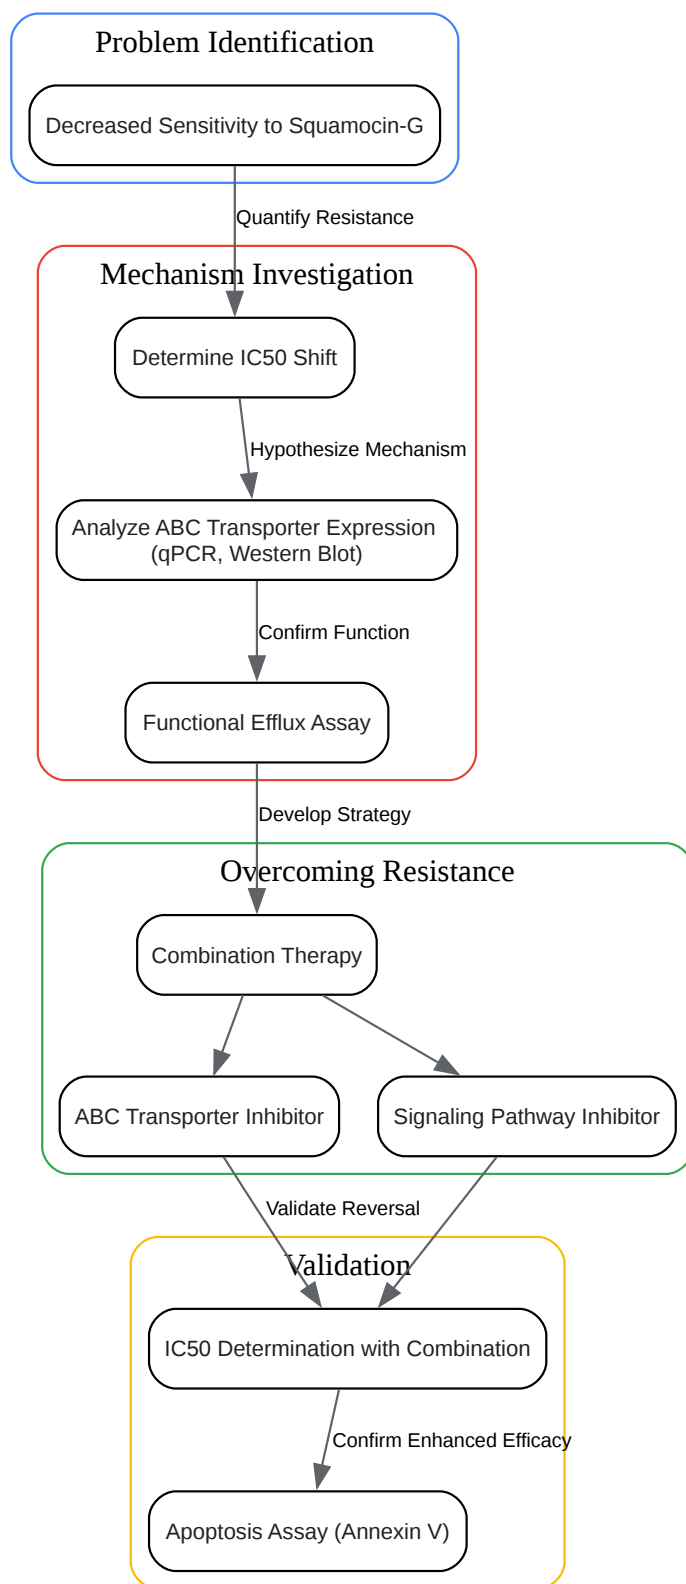 Problem Identification
Decreased Sensitivity to Squamocin-G
Quantify Resistance
Mechanism Investigation
Determine IC50 Shift
Hypothesize Mechanism
Analyze ABC Transporter Expression
(qPCR, Western Blot)
Confirm Function
Functional Efflux Assay
Develop Strategy
Overcoming Resistance
Combination Therapy
ABC Transporter Inhibitor
Signaling Pathway Inhibitor
Validate Reversal
Validation
IC50 Determination with Combination
Confirm Enhanced Efficacy
Apoptosis Assay (Annexin V)